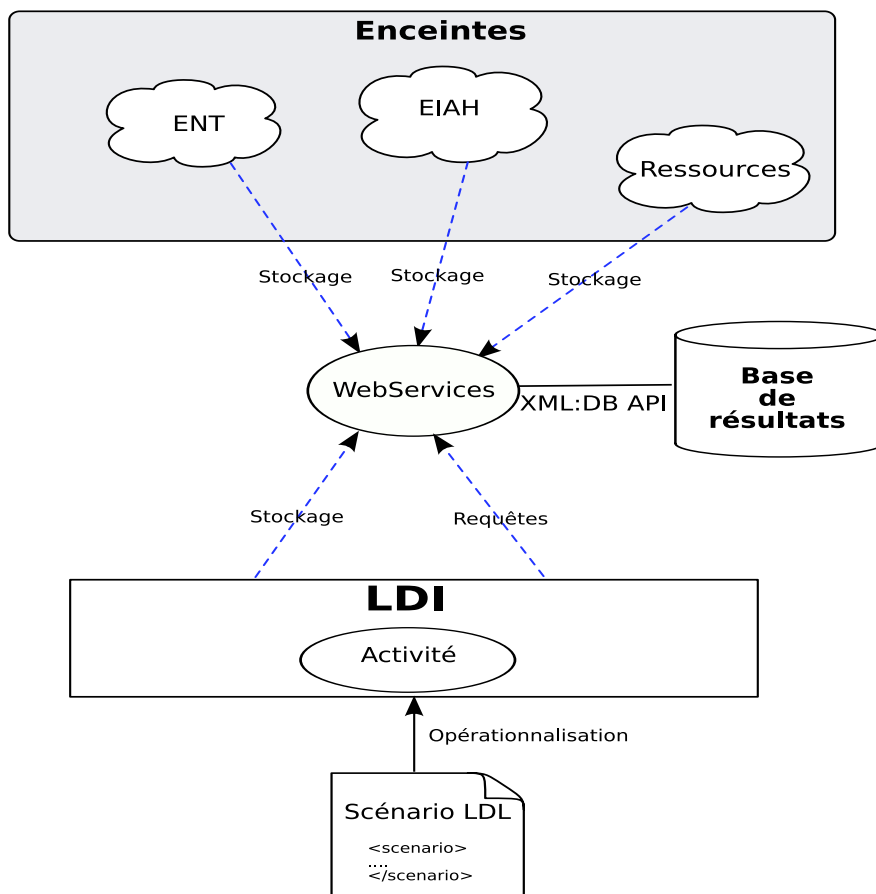 Enceintes
ENT
EIAH
Ressources
Stockage
Stockage
Stockage
WebServices
XML:DB API
Base
de
résultats
Stockage
Requêtes
LDI
Activité
Opérationnalisation
Scénario LDL
<scenario>
....
</scenario>